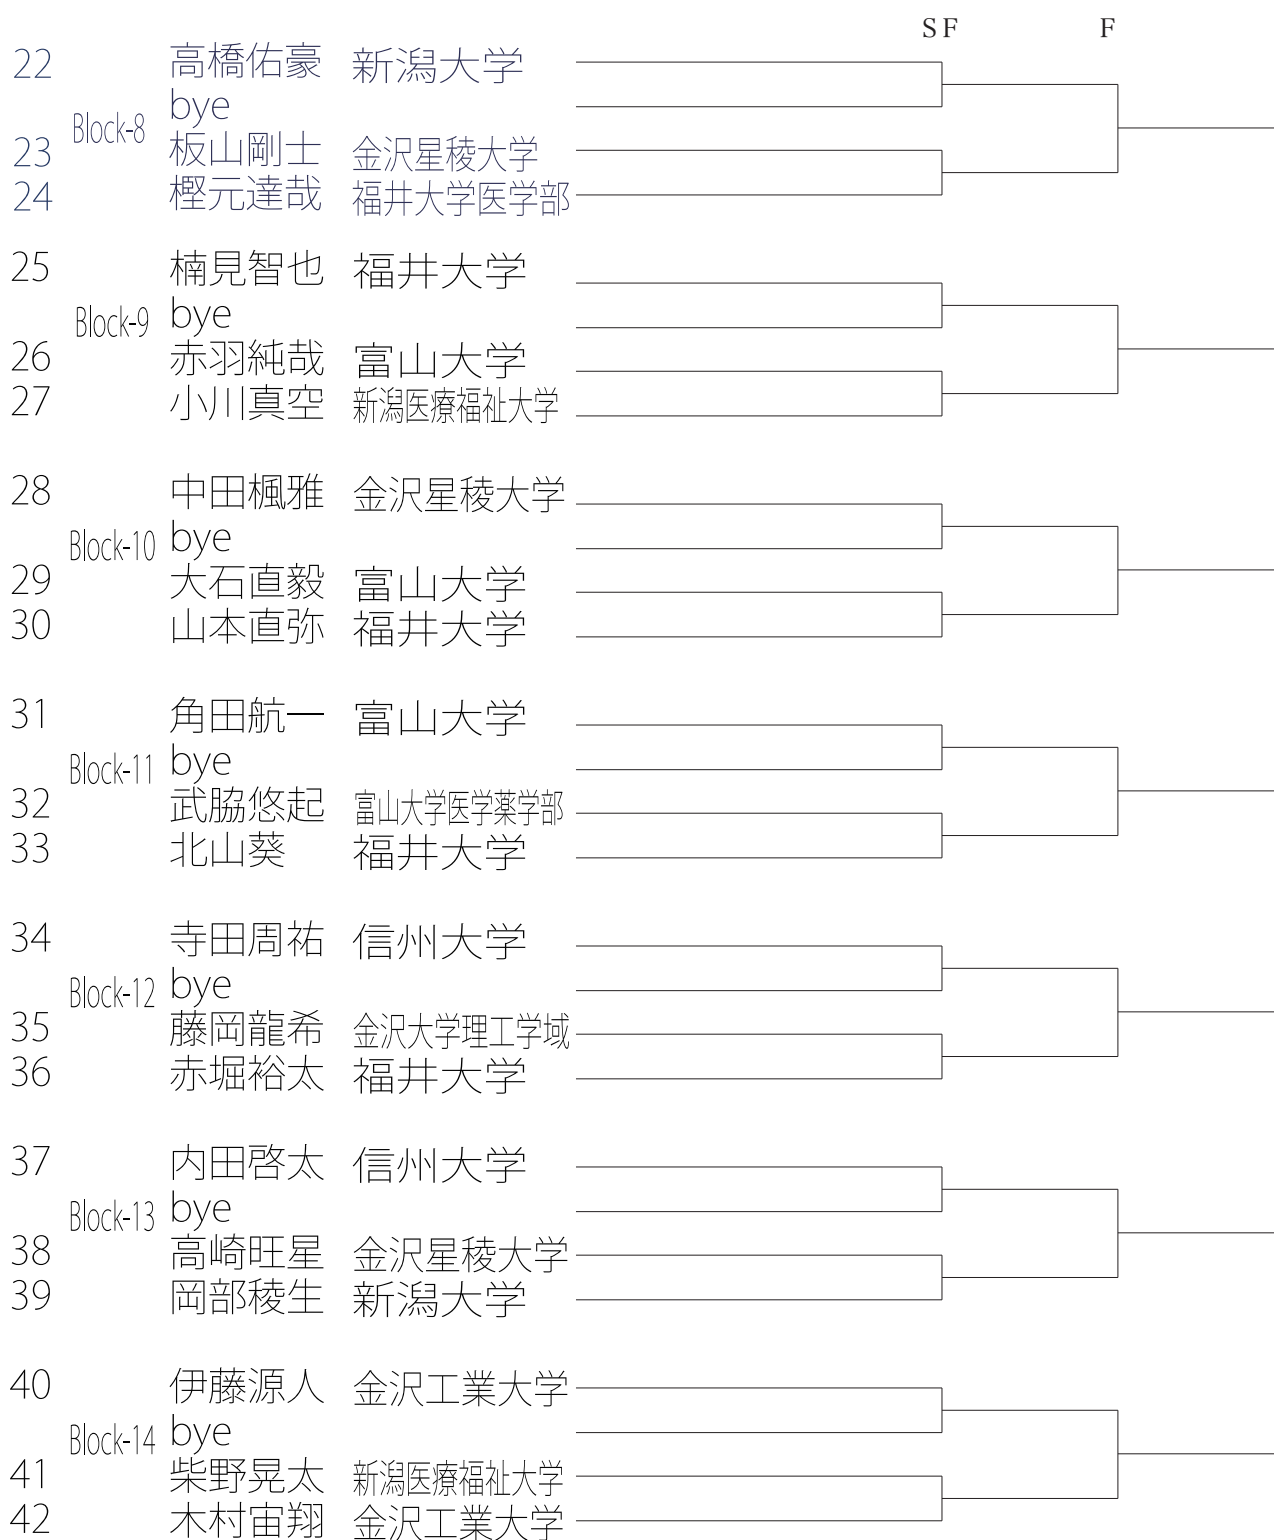 SF F
22 高橋佑豪 新潟大学
bye
Block-8
23 板山剛士 金沢星稜大学
24 樫元達哉 福井大学医学部
25 楠見智也 福井大学
bye
Block-9
26 赤羽純哉 富山大学
27 小川真空 新潟医療福祉大学
28 中田楓雅 金沢星稜大学
bye
Block-10
29 大石直毅 富山大学
30 山本直弥 福井大学
31 角田航一 富山大学
bye
Block-11
32 武脇悠起 富山大学医学薬学部
33 北山葵 福井大学
34 寺田周祐 信州大学
bye
Block-12
35 藤岡龍希 金沢大学理工学域
36 赤堀裕太 福井大学
37 内田啓太 信州大学
bye
Block-13
38 高崎旺星 金沢星稜大学
39 岡部稜生 新潟大学
40 伊藤源人 金沢工業大学
bye
Block-14
41 柴野晃太 新潟医療福祉大学
42 木村宙翔 金沢工業大学